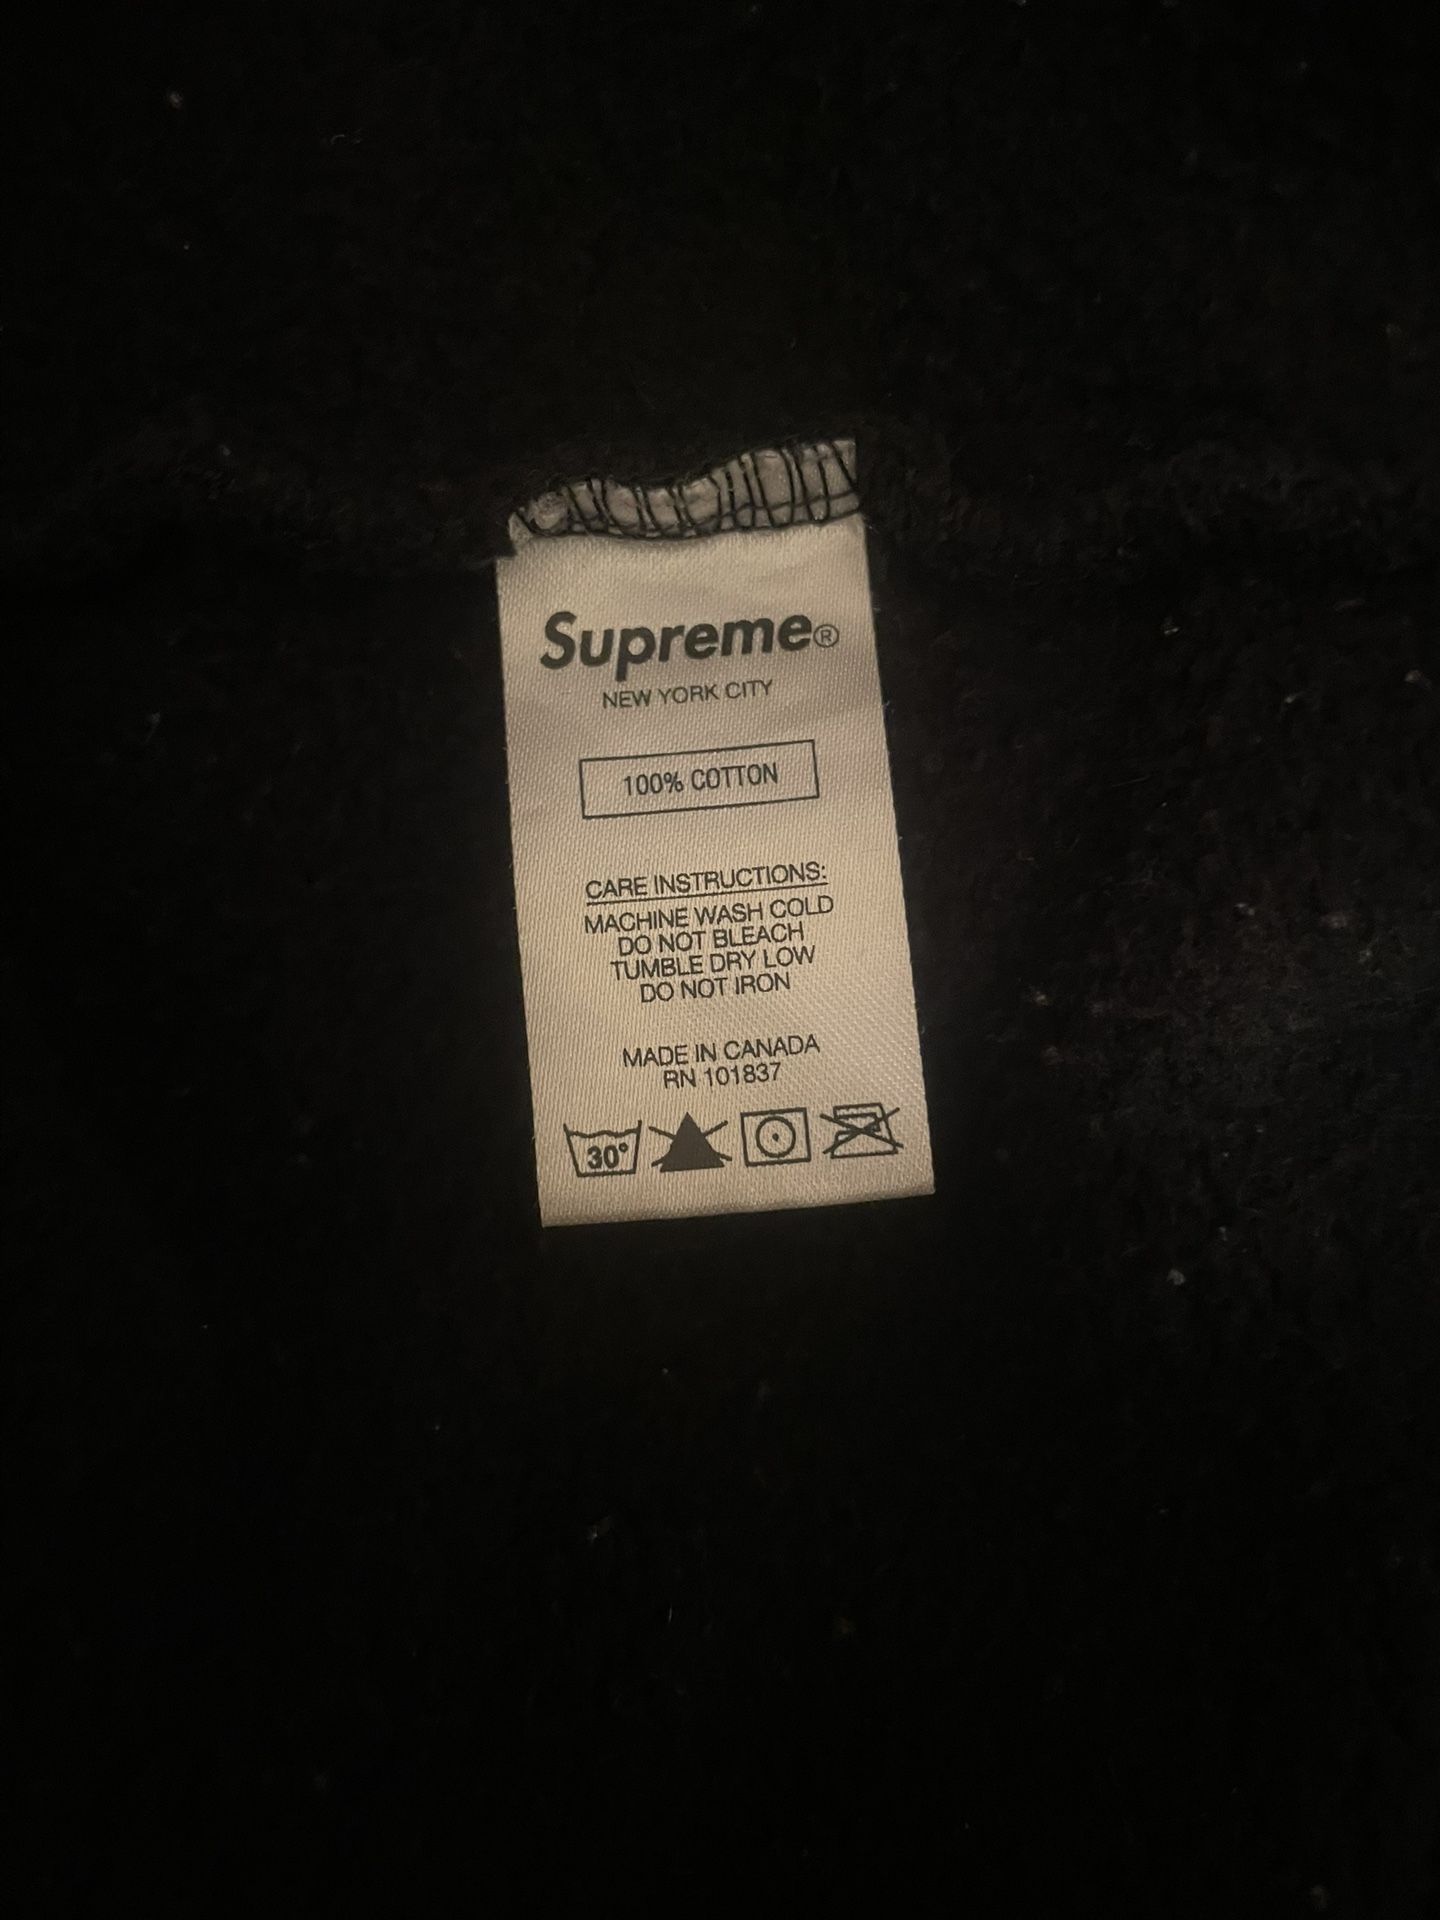 Supreme®
NEW YORK CITY
100% COTTON
CARE INSTRUCTIONS:
MACHINE WASH COLD
DO NOT BLEACH
TUMBLE DRY LOW
DO NOT IRON
MADE IN CANADA
RN 101837
30°